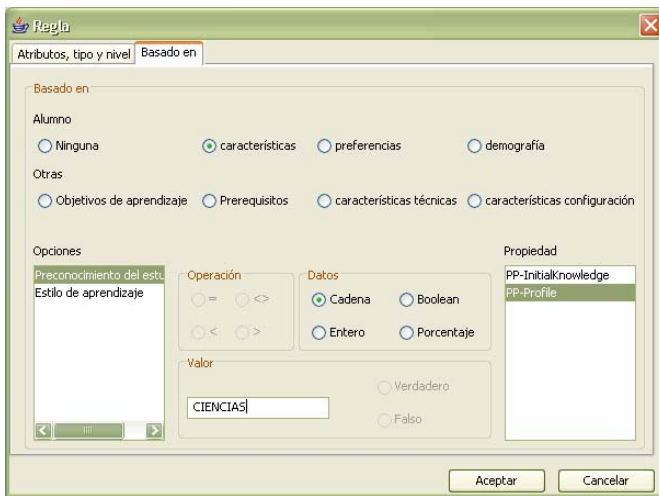 Regla
Atributos, tipo y nivel Basado en
Basado en
Alumno
Ninguna características preferencias demografía
Otras
Objetivos de aprendizaje Prerequisitos características técnicas características configuración
Opciones
Preconocimiento del estu
Estilo de aprendizaje
Operación
= <>
< >
Datos
Cadena Boolean
Entero Porcentaje
Valor
CIENCIAS
Verdadero
Falso
Propiedad
PP-InitialKnowledge
PP-Profile
Aceptar Cancelar